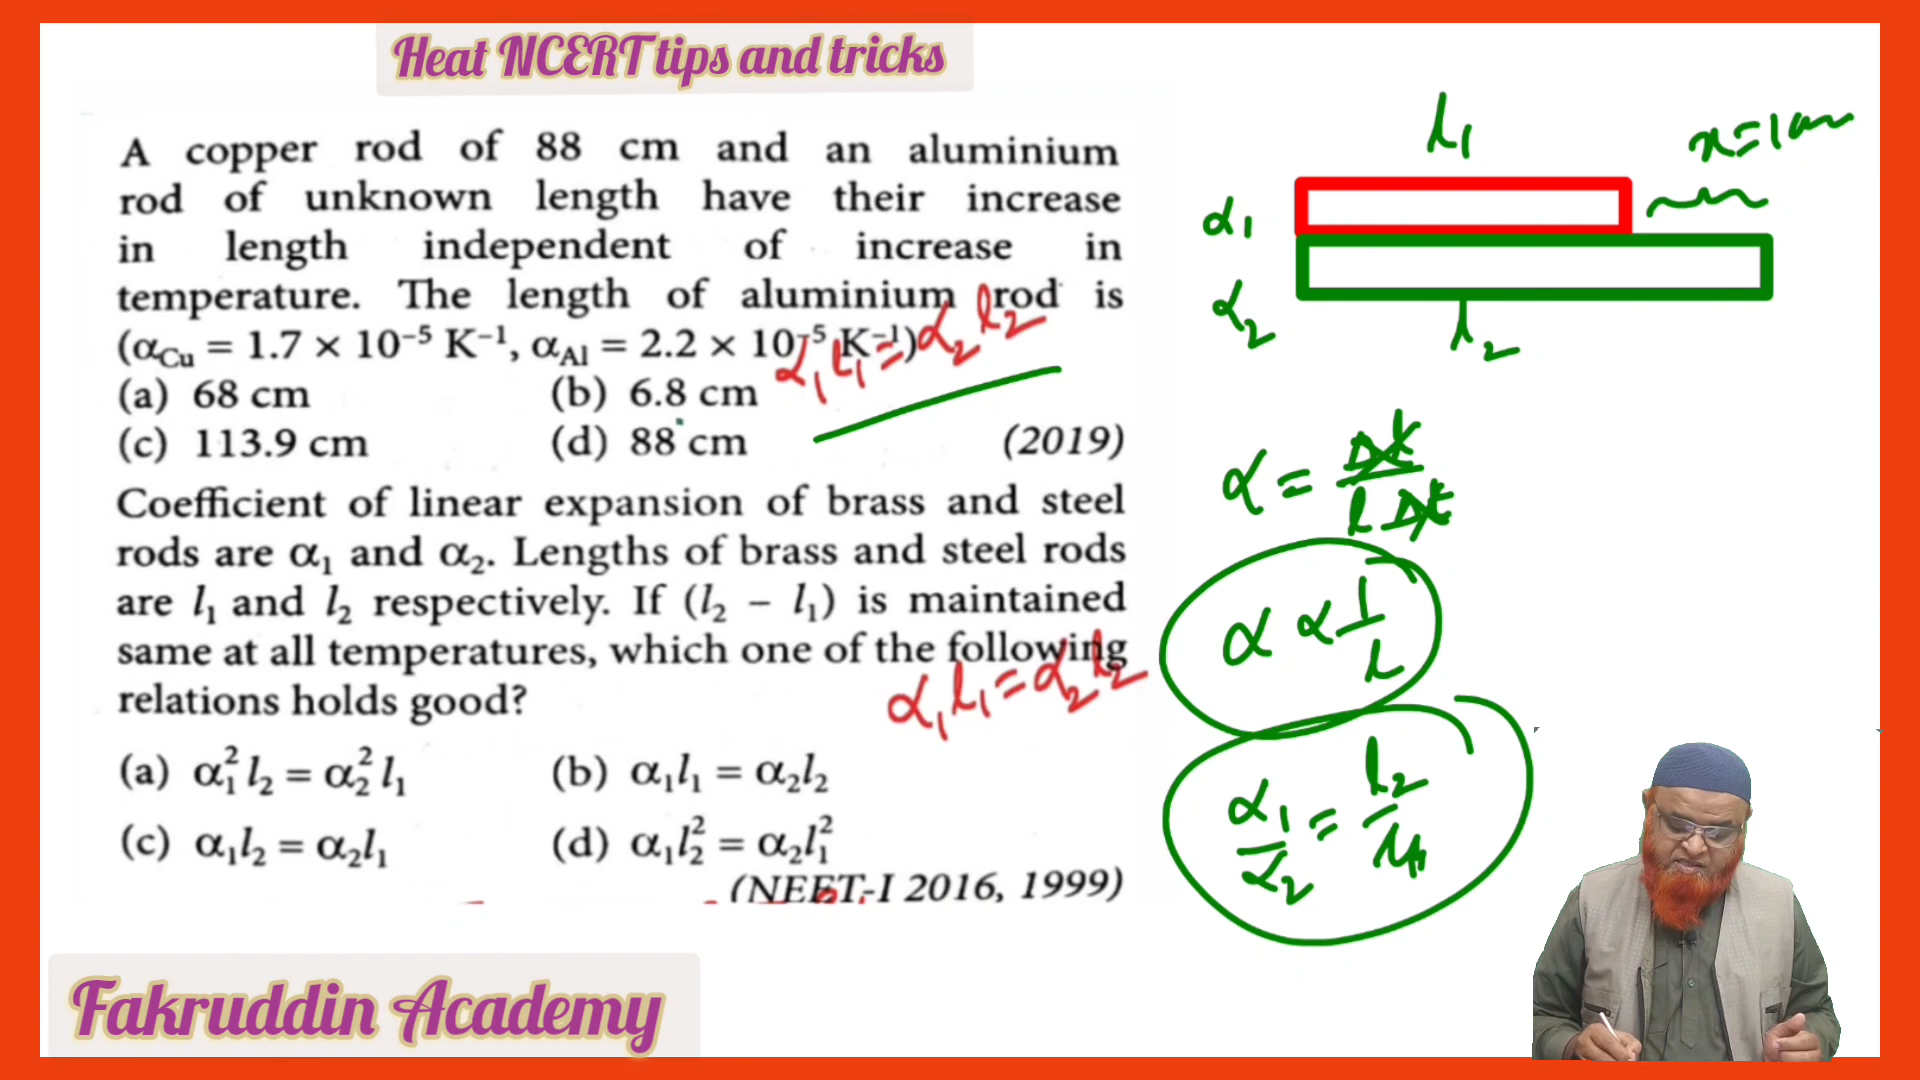 Heat NCERT tips and tricks
A copper rod of 88 cm and an aluminium
rod of unknown length have their increase
in length independent of increase in
temperature. The length of aluminium rod is
(α_Cu = 1.7 × 10⁻⁵ K⁻¹, α_Al = 2.2 × 10⁻⁵ K⁻¹)
α₁l₁ = α₂l₂
(a) 68 cm (b) 6.8 cm
(c) 113.9 cm (d) 88 cm (2019)
Coefficient of linear expansion of brass and steel
rods are α₁ and α₂. Lengths of brass and steel rods
are l₁ and l₂ respectively. If (l₂ − l₁) is maintained
same at all temperatures, which one of the following
relations holds good?
α₁l₁ = α₂l₂
(a) α₁²l₂ = α₂²l₁ (b) α₁l₁ = α₂l₂
(c) α₁l₂ = α₂l₁ (d) α₁l₂² = α₂l₁²
(NEET-I 2016, 1999)
l₁
x = 1 cm
α₁
α₂
l₂
α = Δl / l Δt
α ∝ 1/l
α₁/α₂ = l₂/l₁
Fakruddin Academy